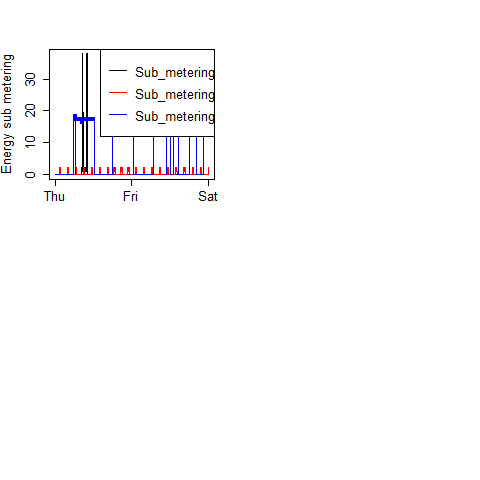 Energy sub metering
30
20
10
0
Sub_metering
Sub_metering
Sub_metering
Thu Fri Sat